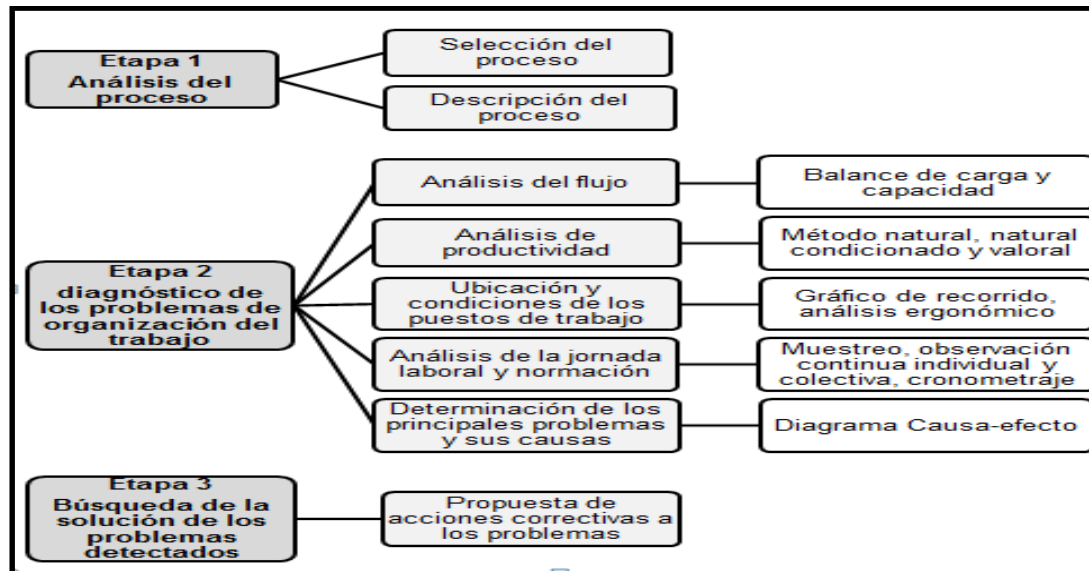 Etapa 1
Análisis del
proceso
Selección del
proceso
Descripción del
proceso
Etapa 2
diagnóstico de
los problemas de
organización del
trabajo
Análisis del flujo
Balance de carga y
capacidad
Análisis de
productividad
Método natural, natural
condicionado y valoral
Ubicación y
condiciones de los
puestos de trabajo
Gráfico de recorrido,
análisis ergonómico
Análisis de la jornada
laboral y normación
Muestreo, observación
continua individual y
colectiva, cronometraje
Determinación de los
principales problemas
y sus causas
Diagrama Causa-efecto
Etapa 3
Búsqueda de la
solución de los
problemas
detectados
Propuesta de
acciones correctivas a
los problemas